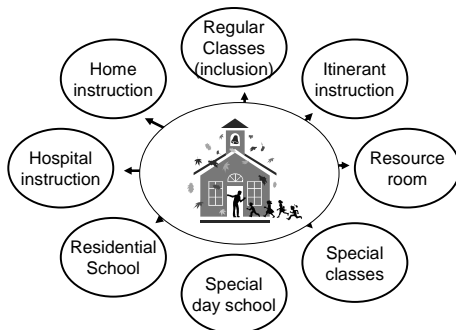 Regular
Classes
(inclusion)
Home
instruction
Itinerant
instruction
Hospital
instruction
Resource
room
Residential
School
Special
classes
Special
day school